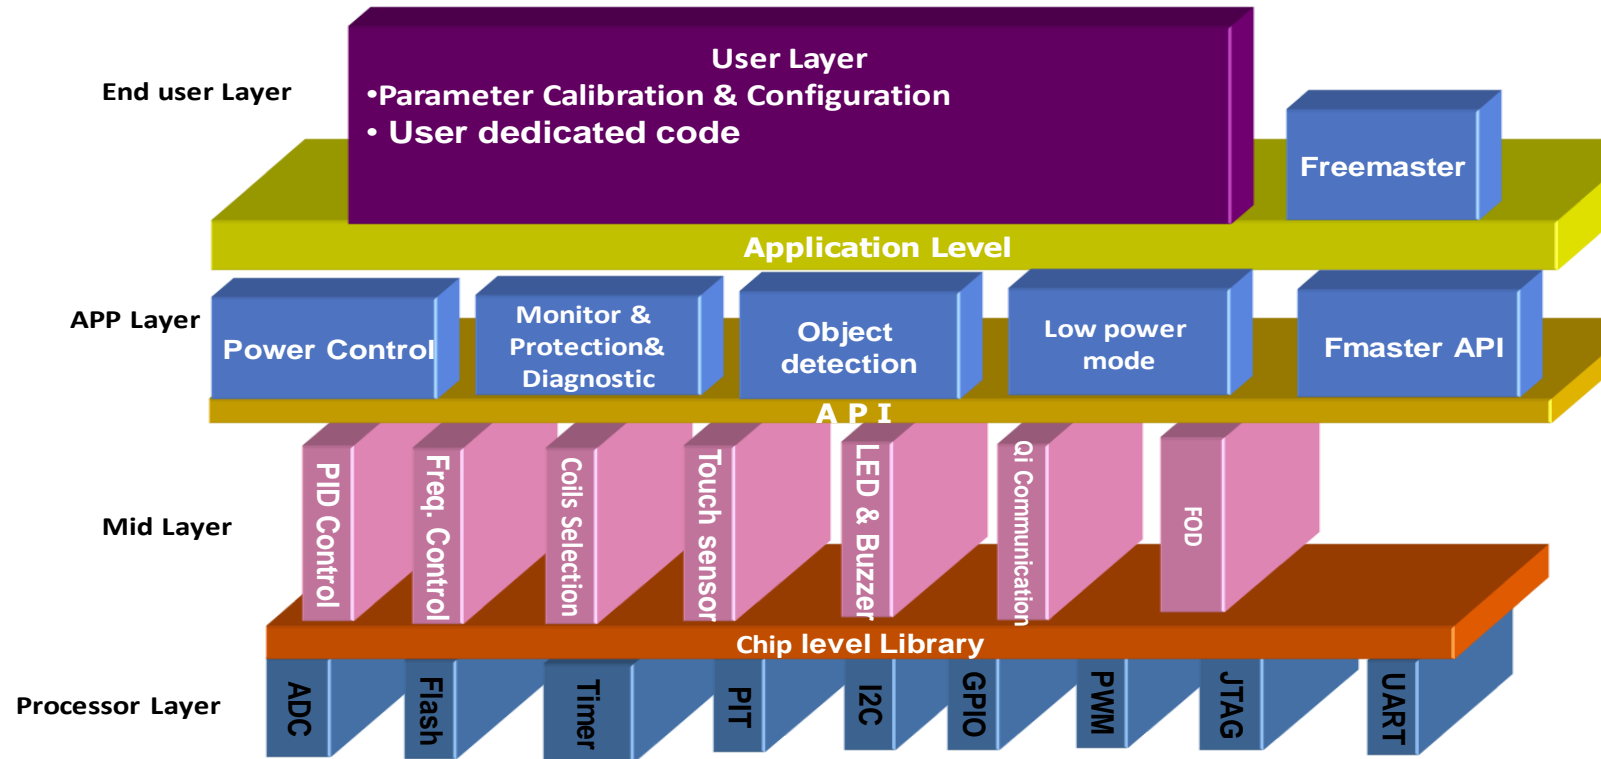 User Layer
End user Layer
•Parameter Calibration & Configuration
• User dedicated code
Freemaster
Application Level
APP Layer
Power Control
Monitor &
Protection&
Diagnostic
Object
detection
Low power
mode
Fmaster API
A P I
Mid Layer
PID Control
Freq. Control
Coils Selection
Touch sensor
LED & Buzzer
Qi Communication
FOD
Chip level Library
Processor Layer
ADC
Flash
Timer
PIT
I2C
GPIO
PWM
JTAG
UART